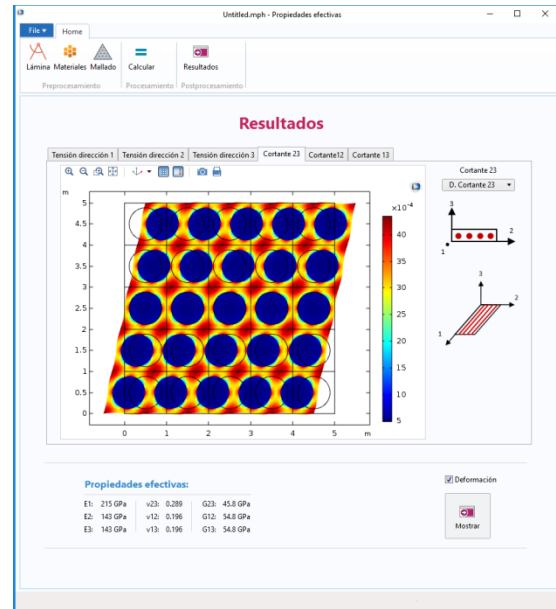 Untitled.mph - Propiedades efectivas
File Home
Lámina Materiales Mallado Calcular Resultados
Preprocesamiento Procesamiento Postprocesamiento
Resultados
Tensión dirección 1 Tensión dirección 2 Tensión dirección 3 Cortante 23 Cortante12 Cortante 13
Cortante 23
D. Cortante 23
m
×10⁻⁴
5
4.5
4
3.5
3
2.5
2
1.5
1
0.5
0
0 1 2 3 4 5 m
40
35
30
25
20
15
10
5
3
2
1
3
2
1
Deformación
Mostrar
Propiedades efectivas:
E1: 215 GPa v23: 0.289 G23: 45.8 GPa
E2: 143 GPa v12: 0.196 G12: 54.8 GPa
E3: 143 GPa v13: 0.196 G13: 54.8 GPa